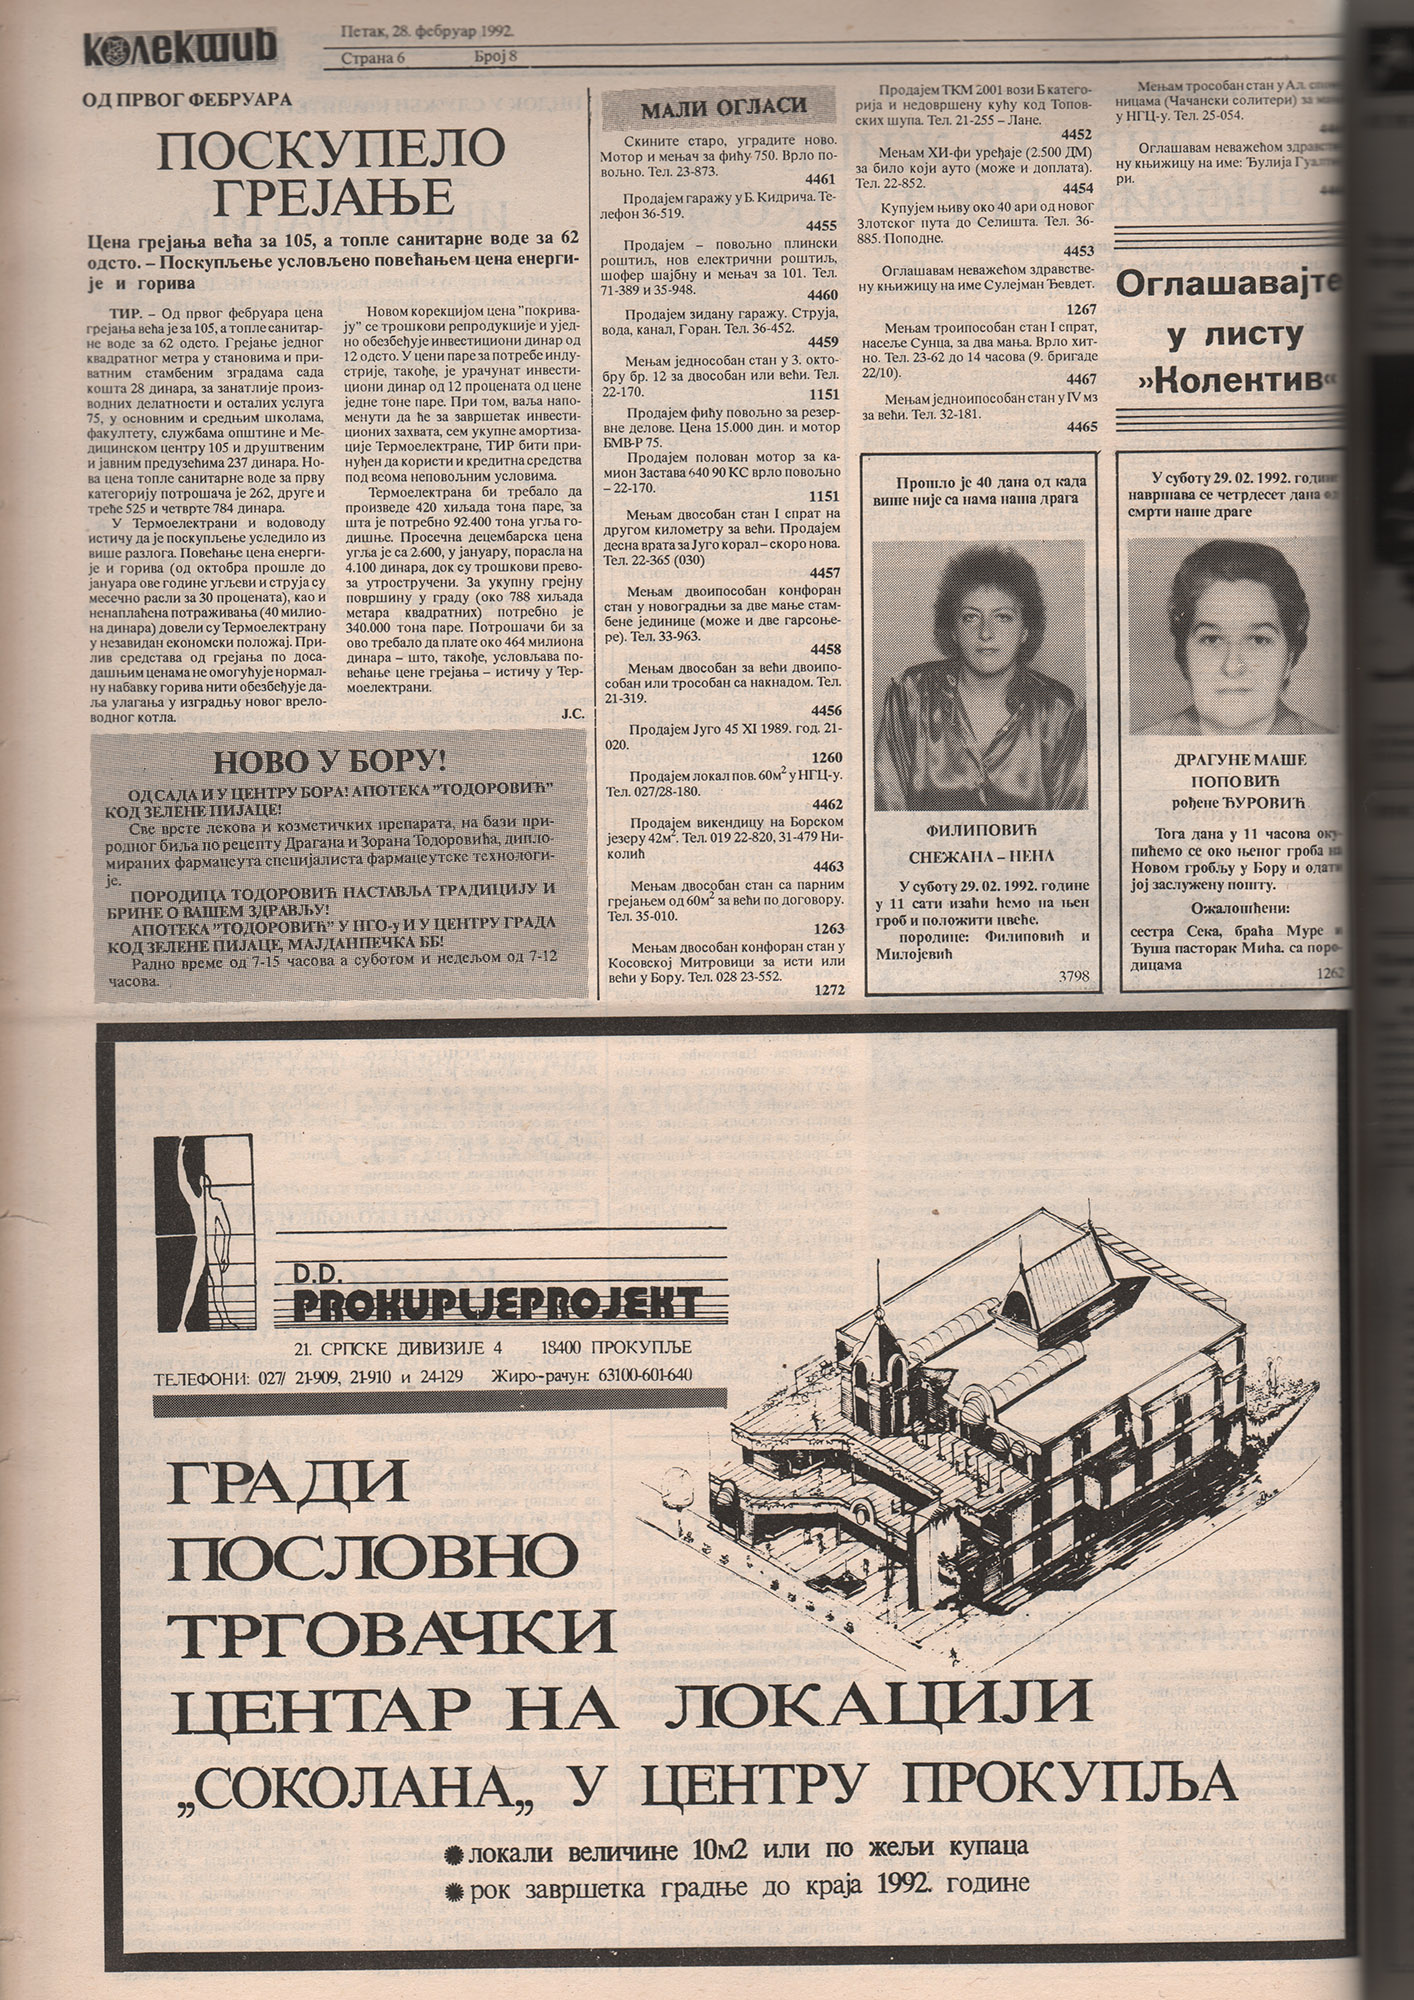 колектив
Петак, 28. фебруар 1992.
Страна 6 Број 8
ОД ПРВОГ ФЕБРУАРА
ПОСКУПЕЛО
ГРЕЈАЊЕ
Цена грејања већа за 105, а топле санитарне воде за 62
одсто. – Поскупљење условљено повећањем цена енерги-
је и горива
ТИР. – Од првог фебруара цена
грејања већа је за 105, а топле санитар-
не воде за 62 одсто. Грејање једног
квадратног метра у становима и при-
ватним стамбеним зградама сада
кошта 28 динара, за занатлије произ-
водних делатности и осталих услуга
75, у основним и средњим школама,
факултету, службама општине и Ме-
дицинском центру 105 и друштвеним
и јавним предузећима 237 динара. Но-
ва цена топле санитарне воде за прву
категорију потрошача је 262, друге и
треће 525 и четврте 784 динара.
У Термоелектрани и водоводу
истичу да је поскупљење уследило из
више разлога. Повећање цена енерги-
је и горива (од октобра прошле до
јануара ове године угљеви и струја су
месечно расли за 30 процената), као и
ненаплаћена потраживања (40 милио-
на динара) довели су Термоелектрану
у незавидан економски положај. При-
лив средстава од грејања по доса-
дашњим ценама не омогућује нормал-
ну набавку горива нити обезбеђује да-
ља улагања у изградњу новог врело-
водног котла.
Новом корекцијом цена "покрива-
ју" се трошкови репродукције и ујед-
но обезбеђује инвестициони динар од
12 одсто. У цени паре за потребе инду-
стрије, такође, је урачунат инвести-
циони динар од 12 процената од цене
једне тоне паре. При том, ваља напо-
менути да ће за завршетак инвести-
ционих захвата, сем укупне амортиза-
ције Термоелектране, ТИР бити при-
нуђен да користи и кредитна средства
под веома неповољним условима.
Термоелектрана би требало да
произведе 420 хиљада тона паре, за
шта је потребно 92.400 тона угља го-
дишње. Просечна децембарска цена
угља је са 2.600, у јануару, порасла на
4.100 динара, док су трошкови прево-
за утростручени. За укупну грејну
површину у граду (око 788 хиљада
метара квадратних) потребно је
340.000 тона паре. Потрошачи би за
ово требало да плате око 464 милиона
динара – што, такође, условљава по-
већање цене грејања – истичу у Тер-
моелектрани.
Ј.С.
НОВО У БОРУ!
ОД САДА И У ЦЕНТРУ БОРА! АПОТЕКА "ТОДОРОВИЋ"
КОД ЗЕЛЕНЕ ПИЈАЦЕ!
Све врсте лекова и козметичких препарата, на бази при-
родног биља по рецепту Драгана и Зорана Тодоровића, дипло-
мираних фармацеута специјалиста фармацеутске технологи-
је.
ПОРОДИЦА ТОДОРОВИЋ НАСТАВЉА ТРАДИЦИЈУ И
БРИНЕ О ВАШЕМ ЗДРАВЉУ!
АПОТЕКА "ТОДОРОВИЋ" У НГО-у И У ЦЕНТРУ ГРАДА
КОД ЗЕЛЕНЕ ПИЈАЦЕ, МАЈДАНПЕЧКА ББ!
Радно време од 7-15 часова а суботом и недељом од 7-12
часова.
МАЛИ ОГЛАСИ
Скините старо, уградите ново.
Мотор и мењач за фићу 750. Врло по-
вољно. Тел. 23-873.
4461
Продајем гаражу у Б. Кидрича. Те-
лефон 36-519.
4455
Продајем – повољно плински
роштиљ, нов електрични роштиљ,
шофер шајбну и мењач за 101. Тел.
71-389 и 35-948.
4460
Продајем зидану гаражу. Струја,
вода, канал, Горан. Тел. 36-452.
4459
Мењам једнособан стан у 3. окто-
бру бр. 12 за двособан или већи. Тел.
22-170.
1151
Продајем фићу повољно за резер-
вне делове. Цена 15.000 дин. и мотор
БМВ-Р 75.
Продајем полован мотор за ка-
мион Застава 640 90 КС врло повољно
– 22-170.
1151
Мењам двособан стан I спрат на
другом километру за већи. Продајем
десна врата за Југо корал – скоро нова.
Тел. 22-365 (030)
4457
Мењам двоипособан конфоран
стан у новоградњи за две мање стам-
бене јединице (може и две гарсоње-
ре). Тел. 33-963.
4458
Мењам двособан за већи двоипо-
собан или трособан са накнадом. Тел.
21-319.
4456
Продајем Југо 45 XI 1989. год. 21-
020.
1260
Продајем локал пов. 60м² у НГЦ-у.
Тел. 027/28-180.
4462
Продајем викендицу на Борском
језеру 42м². Тел. 019 22-820, 31-479 Ни-
колић
4463
Мењам двособан стан са парним
грејањем од 60м² за већи по договору.
Тел. 35-010.
1263
Мењам двособан конфоран стан у
Косовској Митровици за исти или
већи у Бору. Тел. 028 23-552.
1272
Продајем ТКМ 2001 вози Б катего-
рија и недовршену кућу код Топов-
ских шупа. Тел. 21-255 – Лане.
4452
Мењам ХИ-фи уређаје (2.500 ДМ)
за било који ауто (може и доплата).
Тел. 22-852.
4454
Купујем њиву око 40 ари од новог
Злотског пута до Селишта. Тел. 36-
885. Поподне.
4453
Оглашавам неважећом здравстве-
ну књижицу на име Сулејман Ђевдет.
1267
Мењам троипособан стан I спрат,
насеље Сунца, за два мања. Врло хит-
но. Тел. 23-62 до 14 часова (9. бригаде
22/10).
4467
Мењам једноипособан стан у IV мз
за већи. Тел. 32-181.
4465
Мењам трособан стан у Ал.
ницама (Чачански солитери) за
у НГЦ-у. Тел. 25-054.
Оглашавам неважећом здравстве-
ну књижицу на име: Ђулија
ри.
Оглашавајте
у листу
»Колектив«
Прошло је 40 дана од када
више није са нама наша драга
ФИЛИПОВИЋ
СНЕЖАНА – НЕНА
У суботу 29. 02. 1992. године
у 11 сати изаћи ћемо на њен
гроб и положити цвеће.
породице: Филиповић и
Милојевић
3798
У суботу 29. 02. 1992. године
навршава се четрдесет дана од
смрти наше драге
ДРАГУНЕ МАШЕ
ПОПОВИЋ
рођене ЂУРОВИЋ
Тога дана у 11 часова оку-
пићемо се око њеног гроба на
Новом гробљу у Бору и одати
јој заслужену пошту.
Ожалошћени:
сестра Сека, браћа Муре и
Ђуша пасторак Мића. са поро-
дицама
1262
D.D.
PROKUPLJEPROJEKT
21. СРПСКЕ ДИВИЗИЈЕ 4 18400 ПРОКУПЉЕ
ТЕЛЕФОНИ: 027/ 21-909, 21-910 и 24-129 Жиро-рачун: 63100-601-640
ГРАДИ
ПОСЛОВНО
ТРГОВАЧКИ
ЦЕНТАР НА ЛОКАЦИЈИ
„СОКОЛАНА„ У ЦЕНТРУ ПРОКУПЉА
✹ локали величине 10м2 или по жељи купаца
✹ рок завршетка градње до краја 1992. године